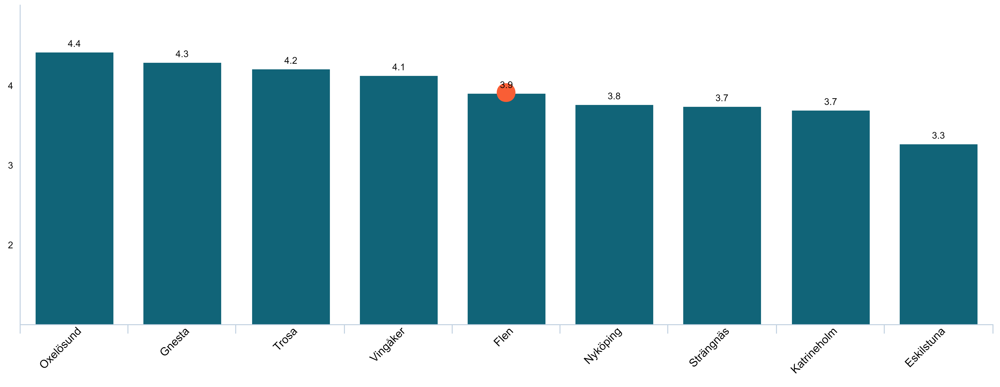 4.4
4.3
4.2
4.1
3.9
3.8
3.7
3.7
3.3
4
3
2
Oxelösund
Gnesta
Trosa
Vingåker
Flen
Nyköping
Strängnäs
Katrineholm
Eskilstuna